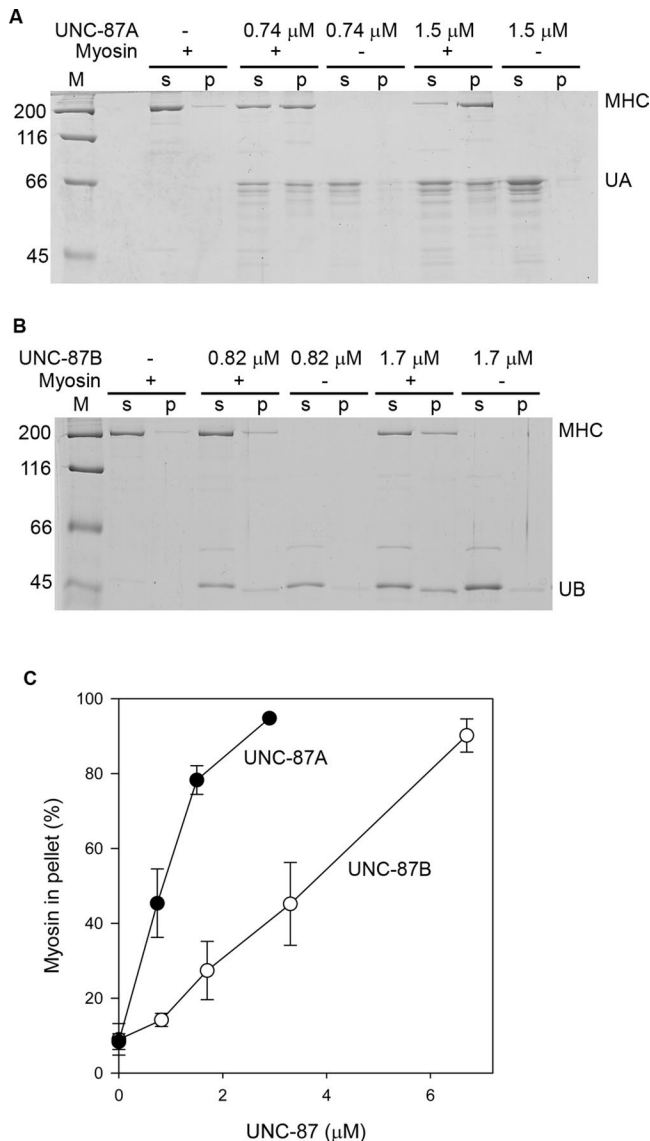 A
UNC-87A - 0.74 μM 0.74 μM 1.5 μM 1.5 μM
Myosin + + - + -
M s p s p s p s p s p
200 MHC
116
66 UA
45
B
UNC-87B - 0.82 μM 0.82 μM 1.7 μM 1.7 μM
Myosin + + - + -
M s p s p s p s p s p
200 MHC
116
66
45 UB
C
100
80
60
40
20
0
Myosin in pellet (%)
UNC-87A
UNC-87B
0 2 4 6
UNC-87 (μM)